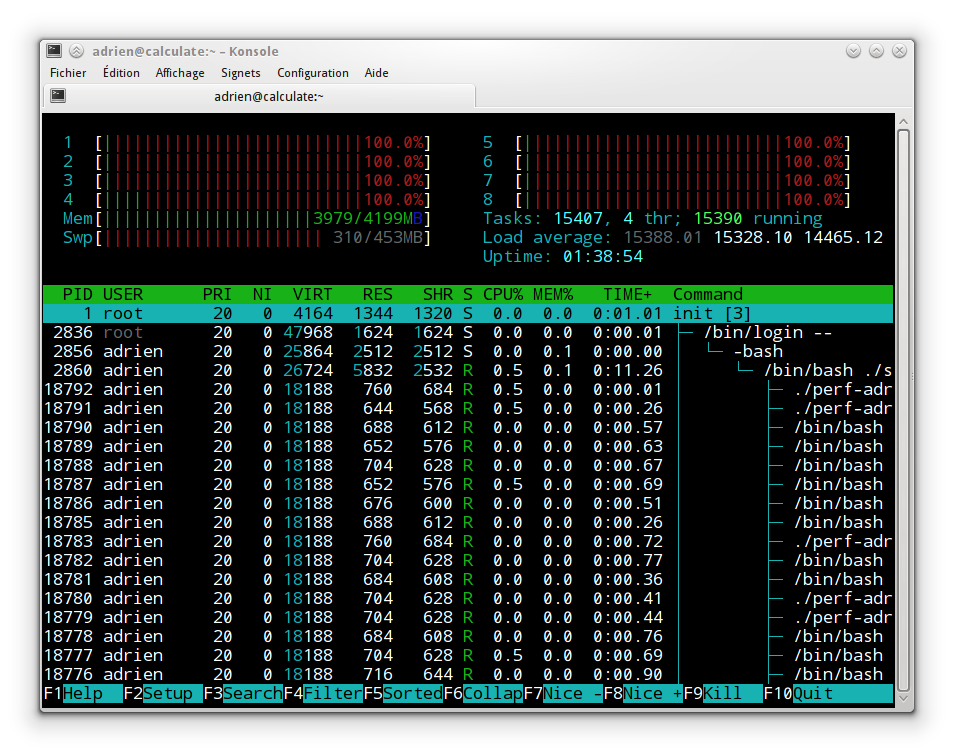 adrien@calculate:~ – Konsole
Fichier Édition Affichage Signets Configuration Aide
adrien@calculate:~
1 [||||||||||||||||||||||||||100.0%] 5 [||||||||||||||||||||||||||100.0%]
2 [||||||||||||||||||||||||||100.0%] 6 [||||||||||||||||||||||||||100.0%]
3 [||||||||||||||||||||||||||100.0%] 7 [||||||||||||||||||||||||||100.0%]
4 [||||||||||||||||||||||||||100.0%] 8 [||||||||||||||||||||||||||100.0%]
Mem[|||||||||||||||||||||3979/4199MB] Tasks: 15407, 4 thr; 15390 running
Swp[|||||||||||||||||||||| 310/453MB] Load average: 15388.01 15328.10 14465.12
Uptime: 01:38:54
PID USER PRI NI VIRT RES SHR S CPU% MEM% TIME+ Command
1 root 20 0 4164 1344 1320 S 0.0 0.0 0:01.01 init [3]
2836 root 20 0 47968 1624 1624 S 0.0 0.0 0:00.01 ├─ /bin/login --
2856 adrien 20 0 25864 2512 2512 S 0.0 0.1 0:00.00 │ └─ -bash
2860 adrien 20 0 26724 5832 2532 R 0.5 0.1 0:11.26 │ └─ /bin/bash ./s
18792 adrien 20 0 18188 760 684 R 0.5 0.0 0:00.01 │ ├─ ./perf-adr
18791 adrien 20 0 18188 644 568 R 0.5 0.0 0:00.26 │ ├─ ./perf-adr
18790 adrien 20 0 18188 688 612 R 0.0 0.0 0:00.57 │ ├─ /bin/bash
18789 adrien 20 0 18188 652 576 R 0.0 0.0 0:00.63 │ ├─ /bin/bash
18788 adrien 20 0 18188 704 628 R 0.0 0.0 0:00.67 │ ├─ /bin/bash
18787 adrien 20 0 18188 652 576 R 0.5 0.0 0:00.69 │ ├─ /bin/bash
18786 adrien 20 0 18188 676 600 R 0.0 0.0 0:00.51 │ ├─ /bin/bash
18785 adrien 20 0 18188 688 612 R 0.0 0.0 0:00.26 │ ├─ /bin/bash
18783 adrien 20 0 18188 760 684 R 0.0 0.0 0:00.72 │ ├─ ./perf-adr
18782 adrien 20 0 18188 704 628 R 0.0 0.0 0:00.77 │ ├─ /bin/bash
18781 adrien 20 0 18188 684 608 R 0.0 0.0 0:00.36 │ ├─ /bin/bash
18780 adrien 20 0 18188 704 628 R 0.0 0.0 0:00.41 │ ├─ ./perf-adr
18779 adrien 20 0 18188 704 628 R 0.0 0.0 0:00.44 │ ├─ ./perf-adr
18778 adrien 20 0 18188 684 608 R 0.0 0.0 0:00.76 │ ├─ /bin/bash
18777 adrien 20 0 18188 704 628 R 0.5 0.0 0:00.69 │ ├─ /bin/bash
18776 adrien 20 0 18188 716 644 R 0.0 0.0 0:00.90 │ ├─ /bin/bash
F1Help F2Setup F3SearchF4FilterF5SortedF6CollapF7Nice -F8Nice +F9Kill F10Quit